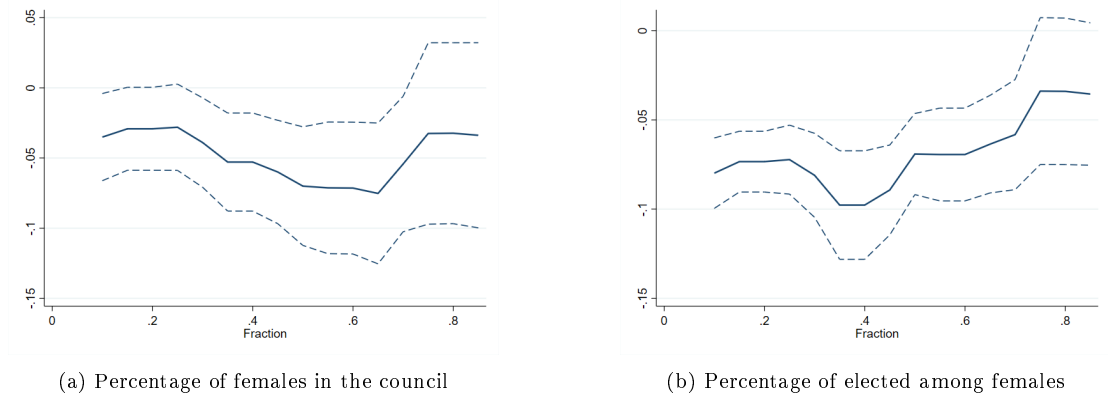 .05
0
-.05
-.1
-.15
0 .2 .4 .6 .8
Fraction
(a) Percentage of females in the council
0
-.05
-.1
-.15
0 .2 .4 .6 .8
Fraction
(b) Percentage of elected among females